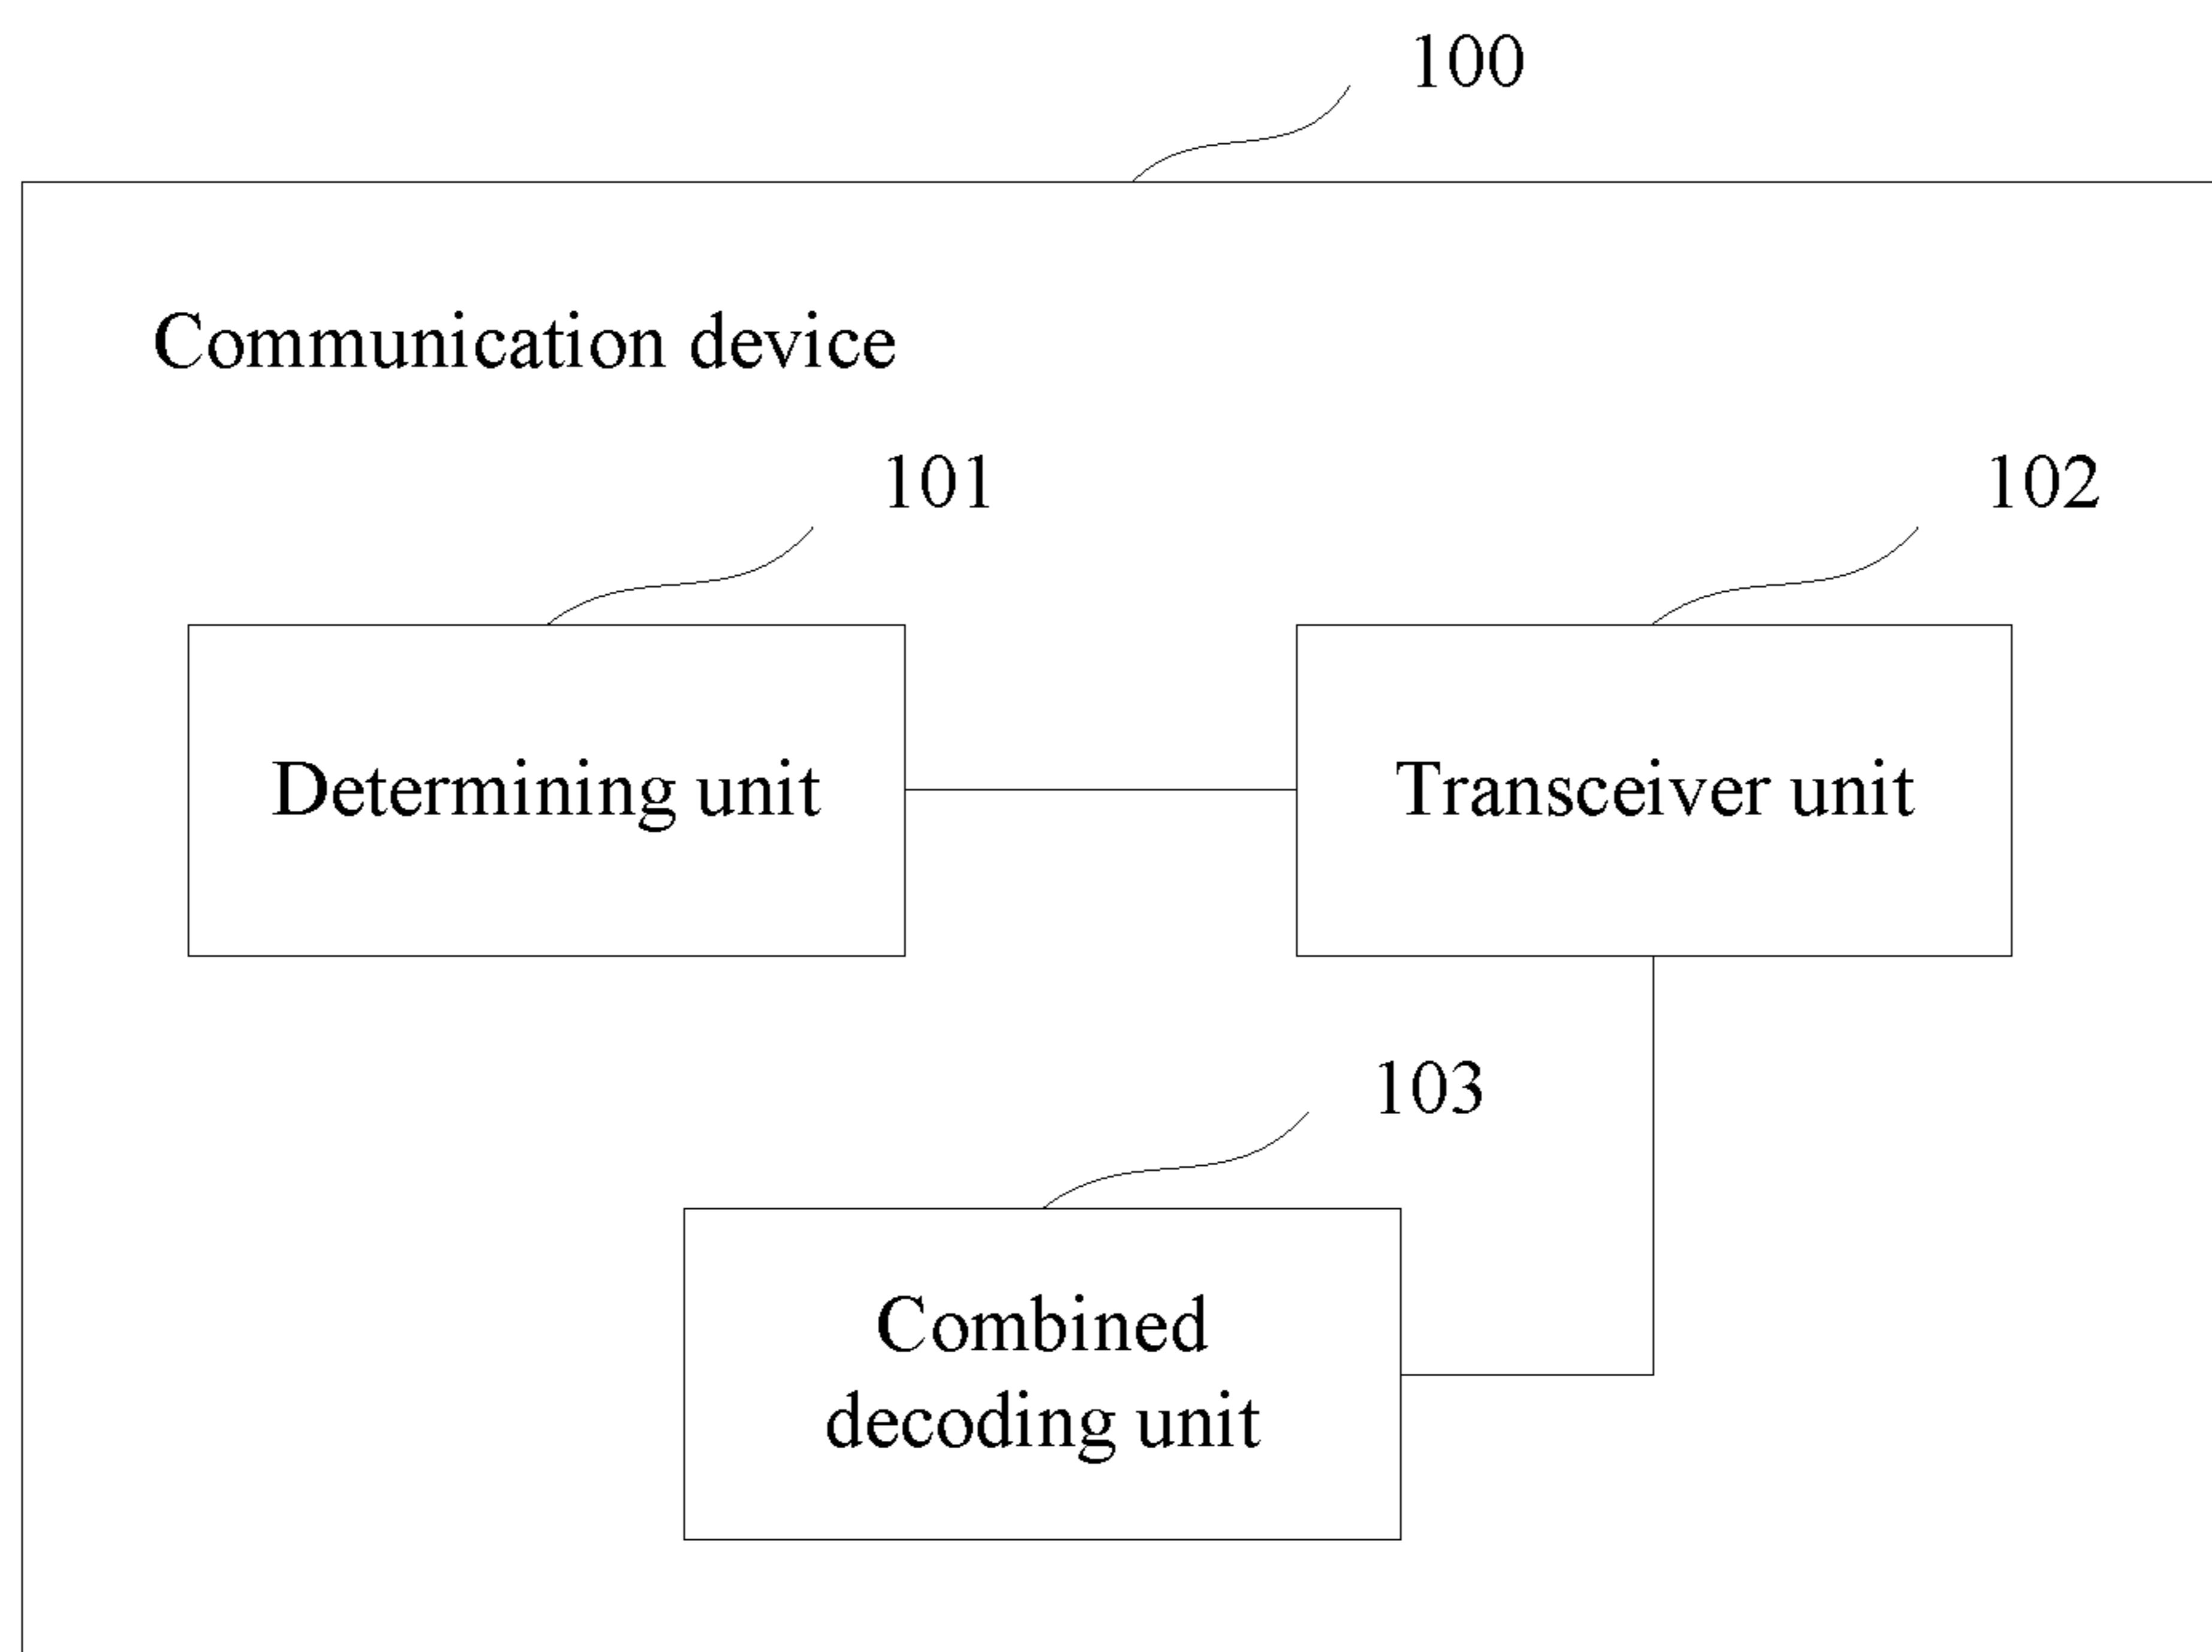 100
Communication device
101
102
Determining unit
Transceiver unit
103
Combined
decoding unit